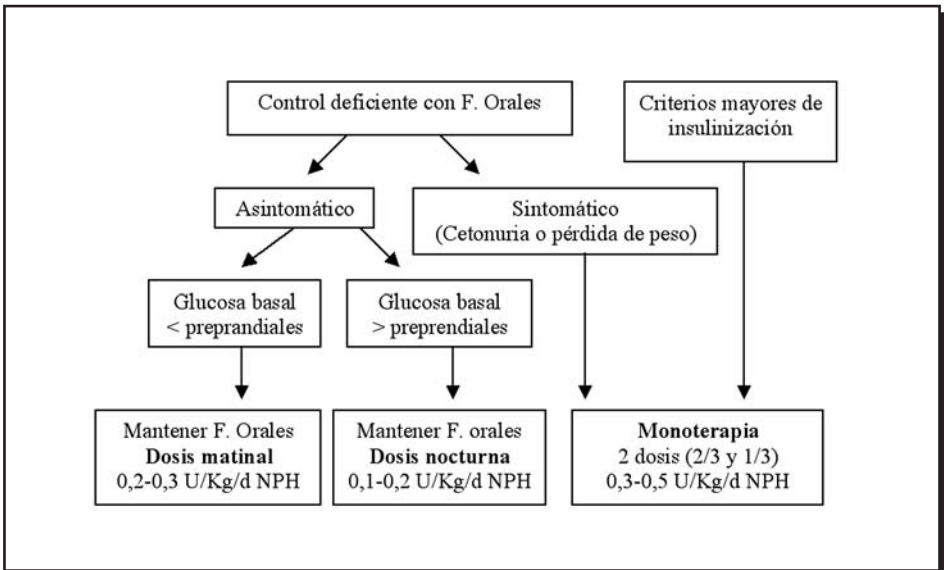 Control deficiente con F. Orales
Criterios mayores de
insulinización
Asintomático
Sintomático
(Cetonuria o pérdida de peso)
Glucosa basal
< preprandiales
Glucosa basal
> preprendiales
Mantener F. Orales
Dosis matinal
0,2-0,3 U/Kg/d NPH
Mantener F. orales
Dosis nocturna
0,1-0,2 U/Kg/d NPH
Monoterapia
2 dosis (2/3 y 1/3)
0,3-0,5 U/Kg/d NPH